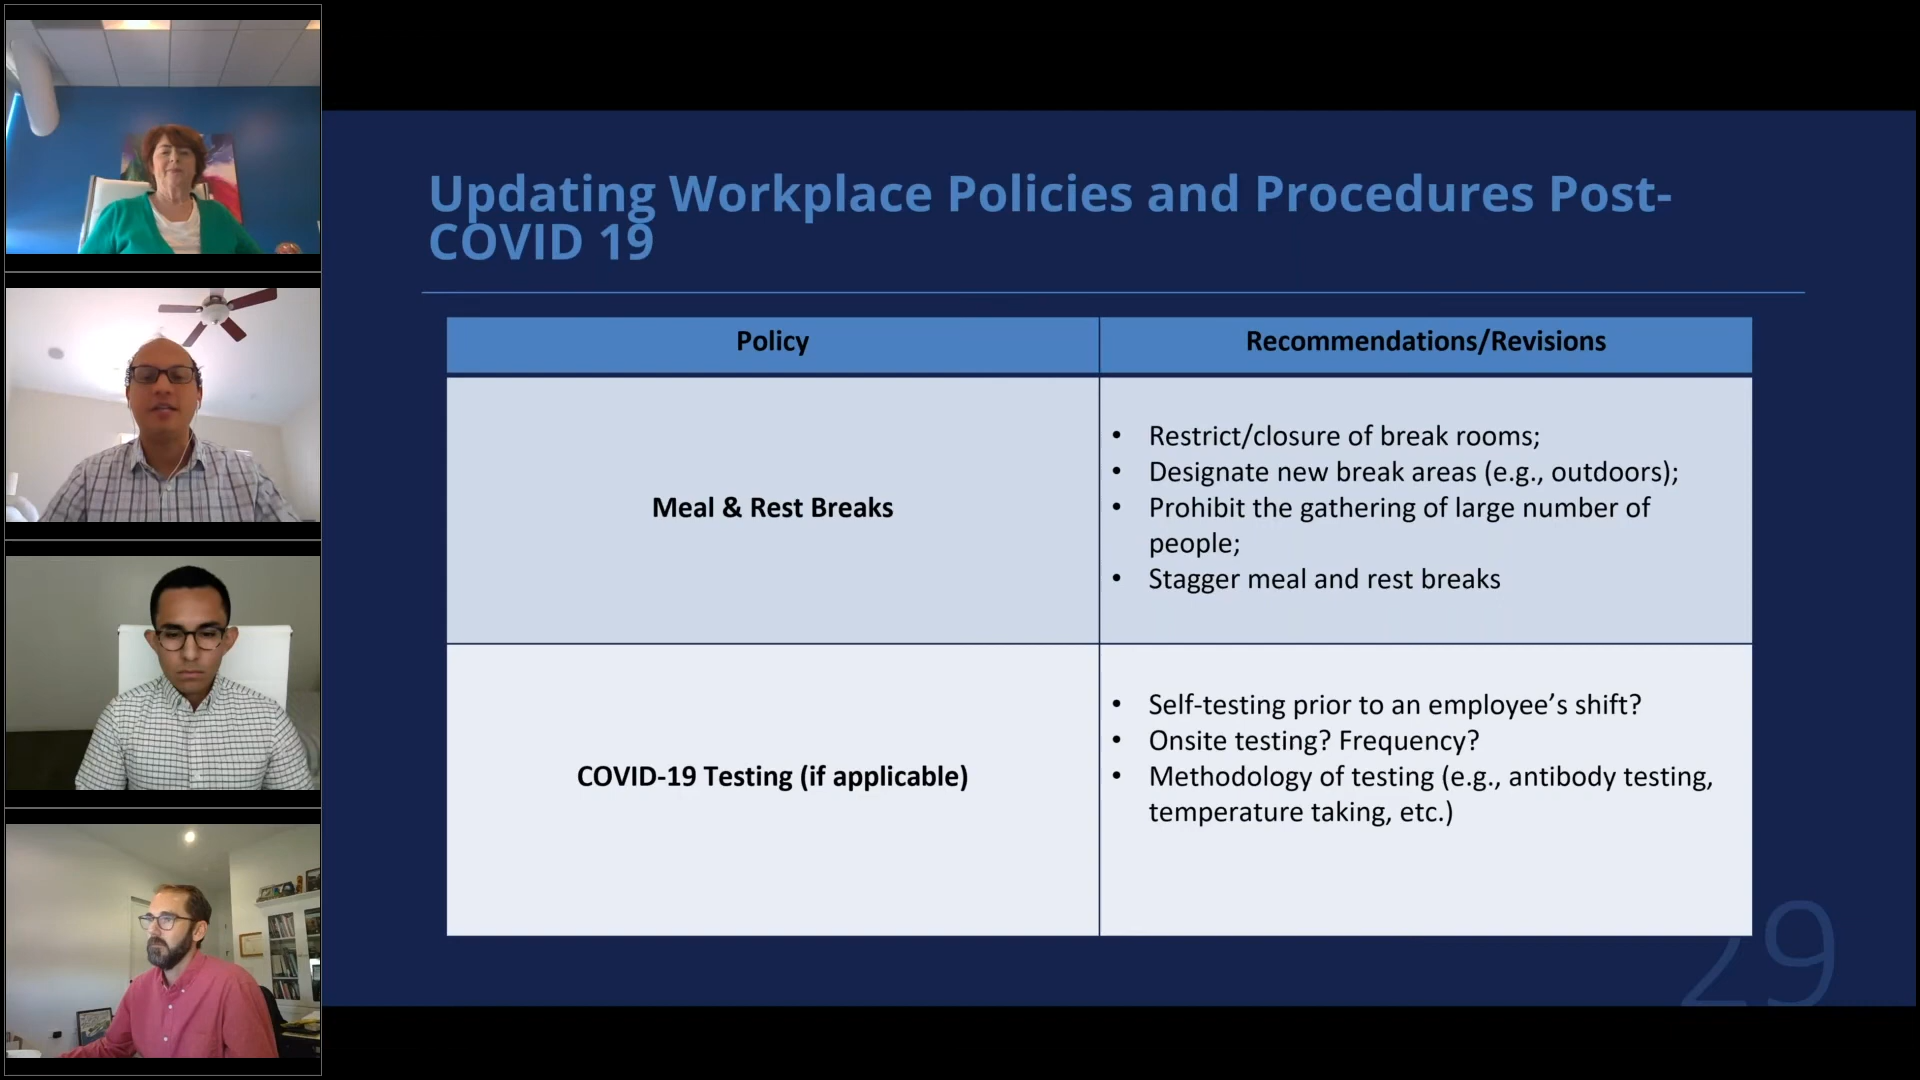 Updating Workplace Policies and Procedures Post-
COVID 19
Policy
Recommendations/Revisions
Meal & Rest Breaks
• Restrict/closure of break rooms;
• Designate new break areas (e.g., outdoors);
• Prohibit the gathering of large number of
people;
• Stagger meal and rest breaks
COVID-19 Testing (if applicable)
• Self-testing prior to an employee’s shift?
• Onsite testing? Frequency?
• Methodology of testing (e.g., antibody testing,
temperature taking, etc.)
29